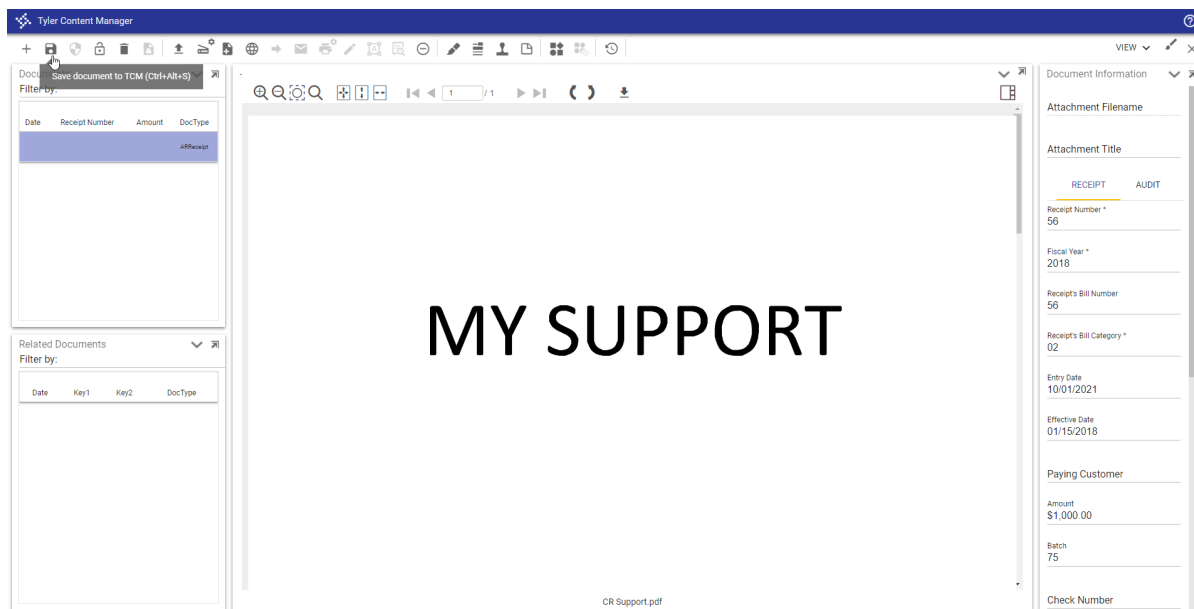 Tyler Content Manager
VIEW
Save document to TCM (Ctrl+Alt+S)
Filter by:
Date Receipt Number Amount DocType
ARReceipt
Related Documents
Filter by:
Date Key1 Key2 DocType
-
1 / 1
MY SUPPORT
CR Support.pdf
Document Information
Attachment Filename
Attachment Title
RECEIPT AUDIT
Receipt Number *
56
Fiscal Year *
2018
Receipt's Bill Number
56
Receipt's Bill Category *
02
Entry Date
10/01/2021
Effective Date
01/15/2018
Paying Customer
Amount
$1,000.00
Batch
75
Check Number